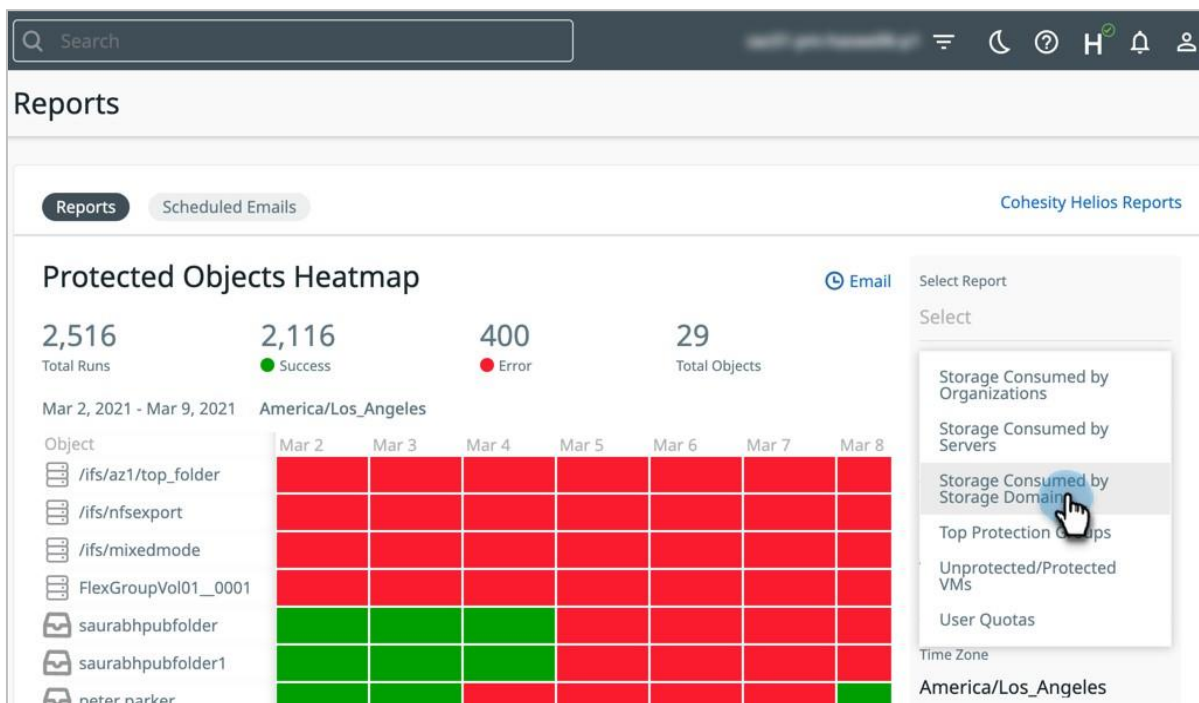 Search
H
Reports
Reports
Scheduled Emails
Cohesity Helios Reports
Protected Objects Heatmap
Email
2,516
2,116
400
29
Total Runs
Success
Error
Total Objects
Mar 2, 2021 - Mar 9, 2021
America/Los_Angeles
Object
Mar 2
Mar 3
Mar 4
Mar 5
Mar 6
Mar 7
Mar 8
/ifs/az1/top_folder
/ifs/nfsexport
/ifs/mixedmode
FlexGroupVol01__0001
saurabhpubfolder
saurabhpubfolder1
peter parker
Select Report
Select
Storage Consumed by
Organizations
Storage Consumed by
Servers
Storage Consumed by
Storage Domains
Top Protection Groups
Unprotected/Protected
VMs
User Quotas
Time Zone
America/Los_Angeles